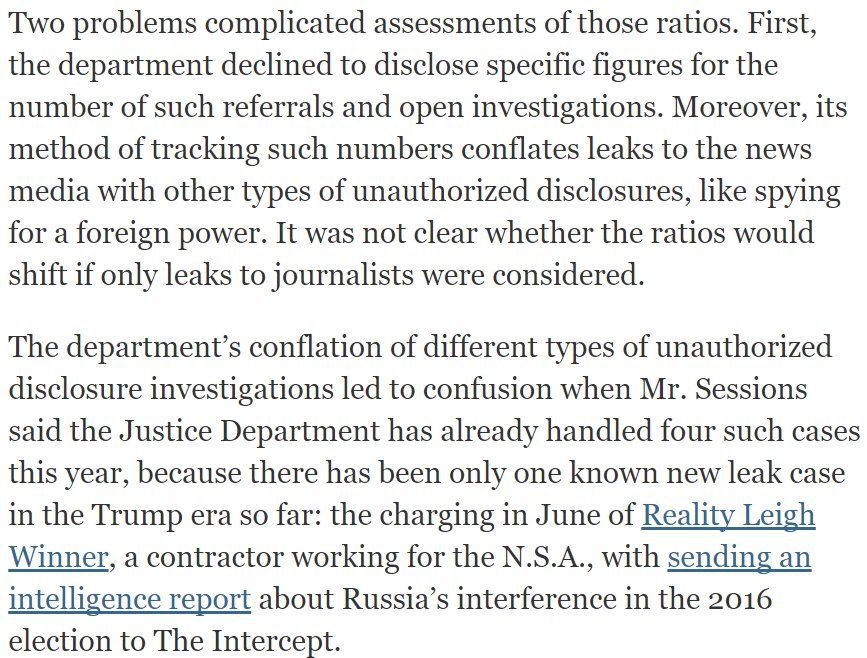 Two problems complicated assessments of those ratios. First,
the department declined to disclose specific figures for the
number of such referrals and open investigations. Moreover, its
method of tracking such numbers conflates leaks to the news
media with other types of unauthorized disclosures, like spying
for a foreign power. It was not clear whether the ratios would
shift if only leaks to journalists were considered.
The department’s conflation of different types of unauthorized
disclosure investigations led to confusion when Mr. Sessions
said the Justice Department has already handled four such cases
this year, because there has been only one known new leak case
in the Trump era so far: the charging in June of Reality Leigh
Winner, a contractor working for the N.S.A., with sending an
intelligence report about Russia’s interference in the 2016
election to The Intercept.